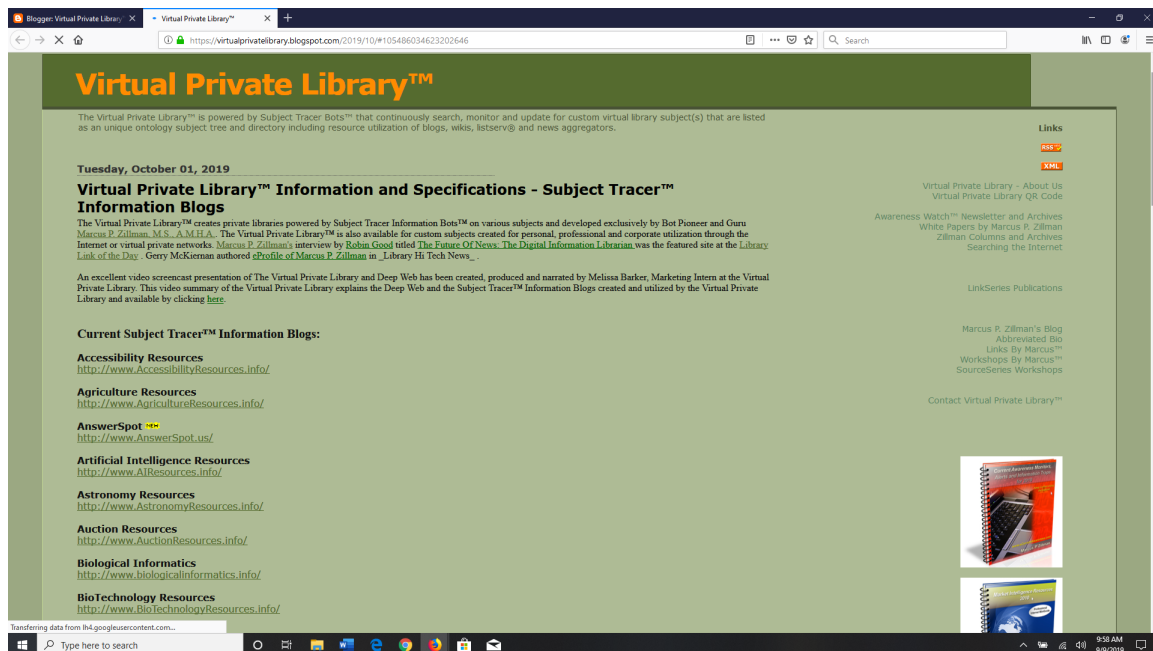 Blogger: Virtual Private Library
Virtual Private Library™
https://virtualprivatelibrary.blogspot.com/2019/10/#105486034623202646
Search
Virtual Private Library™
The Virtual Private Library™ is powered by Subject Tracer Bots™ that continuously search, monitor and update for custom virtual library subject(s) that are listed
as an unique ontology subject tree and directory including resource utilization of blogs, wikis, listserv® and news aggregators.
Tuesday, October 01, 2019
Virtual Private Library™ Information and Specifications - Subject Tracer™
Information Blogs
The Virtual Private Library™ creates private libraries powered by Subject Tracer Information Bots™ on various subjects and developed exclusively by Bot Pioneer and Guru
Marcus P. Zillman, M.S., A.M.H.A.. The Virtual Private Library™ is also available for custom subjects created for personal, professional and corporate utilization through the
Internet or virtual private networks. Marcus P. Zillman's interview by Robin Good titled The Future Of News: The Digital Information Librarian was the featured site at the Library
Link of the Day . Gerry McKiernan authored eProfile of Marcus P. Zillman in _Library Hi Tech News_ .
An excellent video screencast presentation of The Virtual Private Library and Deep Web has been created, produced and narrated by Melissa Barker, Marketing Intern at the Virtual
Private Library. This video summary of the Virtual Private Library explains the Deep Web and the Subject Tracer™ Information Blogs created and utilized by the Virtual Private
Library and available by clicking here.
Current Subject Tracer™ Information Blogs:
Accessibility Resources
http://www.AccessibilityResources.info/
Agriculture Resources
http://www.AgricultureResources.info/
AnswerSpot NEW
http://www.AnswerSpot.us/
Artificial Intelligence Resources
http://www.AIResources.info/
Astronomy Resources
http://www.AstronomyResources.info/
Auction Resources
http://www.AuctionResources.info/
Biological Informatics
http://www.biologicalinformatics.info/
BioTechnology Resources
http://www.BioTechnologyResources.info/
Links
RSS
XML
Virtual Private Library - About Us
Virtual Private Library QR Code
Awareness Watch™ Newsletter and Archives
White Papers by Marcus P. Zillman
Zillman Columns and Archives
Searching the Internet
LinkSeries Publications
Marcus P. Zillman's Blog
Abbreviated Bio
Links By Marcus™
Workshops By Marcus™
SourceSeries Workshops
Contact Virtual Private Library™
Transferring data from lh4.googleusercontent.com...
Type here to search
9:58 AM
9/9/2019